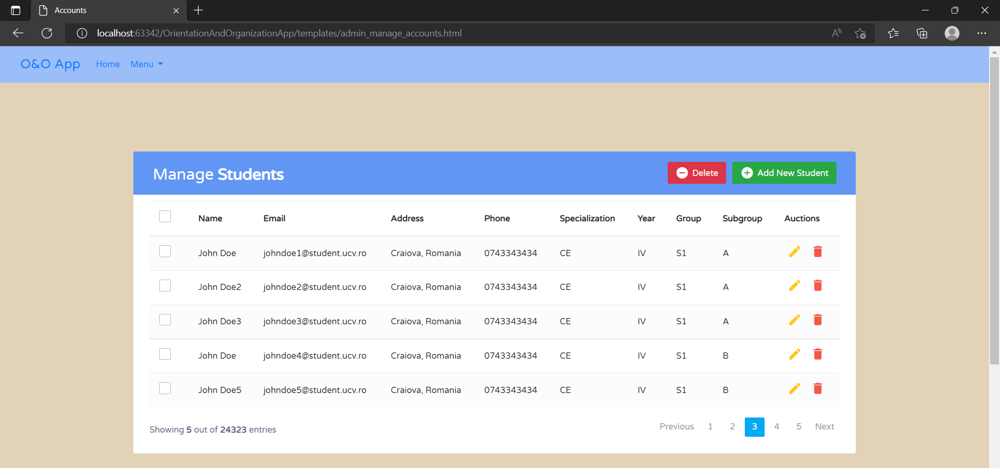 Accounts
localhost:63342/OrientationAndOrganizationApp/templates/admin_manage_accounts.html
O&O App Home Menu
Manage Students Delete Add New Student
Name Email Address Phone Specialization Year Group Subgroup Auctions
John Doe johndoe1@student.ucv.ro Craiova, Romania 0743343434 CE IV S1 A
John Doe2 johndoe2@student.ucv.ro Craiova, Romania 0743343434 CE IV S1 A
John Doe3 johndoe3@student.ucv.ro Craiova, Romania 0743343434 CE IV S1 A
John Doe johndoe4@student.ucv.ro Craiova, Romania 0743343434 CE IV S1 B
John Doe5 johndoe5@student.ucv.ro Craiova, Romania 0743343434 CE IV S1 B
Showing 5 out of 24323 entries Previous 1 2 3 4 5 Next